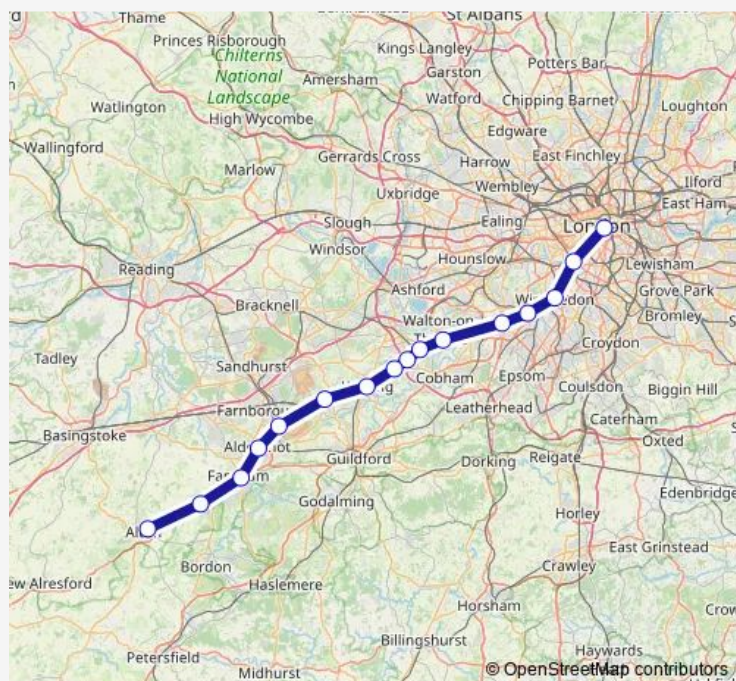 Thame
St Albans
Princes Risborough
Kings Langley
Chilterns
National
Landscape
Amersham
Garston
Potters Bar
Watford
Chipping Barnet
Loughton
Watlington
High Wycombe
Edgware
Wallingford
Gerrards Cross
Harrow
East Finchley
Marlow
Wembley
Ilford
Uxbridge
East Ham
Slough
Ealing
London
Windsor
Hounslow
Lewisham
Reading
Ashford
Grove Park
Bracknell
Bromley
Walton-on
Croydon
Tadley
Sandhurst
Cobham
Epsom
Coulsdon
Biggin Hill
Leatherhead
Caterham
Oxted
Basingstoke
Guildford
Dorking
Reigate
Godalming
Edenbridge
Horley
East Grinstead
Bordon
Crawley
ew Alresford
Haslemere
Horsham
Crow
Billingshurst
Petersfield
Haywards
Midhurst
© OpenStreetMap contributors